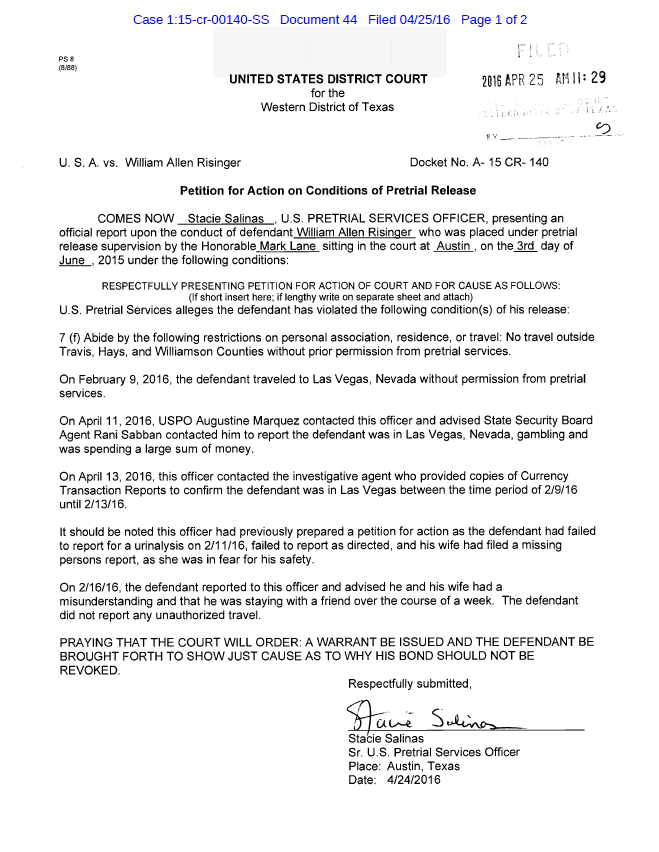 Case 1:15-cr-00140-SS Document 44 Filed 04/25/16 Page 1 of 2
PS 8
(8/88)
FILED
2016 APR 25 AM 11: 29
UNITED STATES DISTRICT COURT
for the
Western District of Texas
BY
U. S. A. vs. William Allen Risinger
Docket No. A- 15 CR- 140
Petition for Action on Conditions of Pretrial Release
COMES NOW Stacie Salinas , U.S. PRETRIAL SERVICES OFFICER, presenting an
official report upon the conduct of defendant William Allen Risinger who was placed under pretrial
release supervision by the Honorable Mark Lane sitting in the court at Austin , on the 3rd day of
June , 2015 under the following conditions:
RESPECTFULLY PRESENTING PETITION FOR ACTION OF COURT AND FOR CAUSE AS FOLLOWS:
(If short insert here; if lengthy write on separate sheet and attach)
U.S. Pretrial Services alleges the defendant has violated the following condition(s) of his release:
7 (f) Abide by the following restrictions on personal association, residence, or travel: No travel outside
Travis, Hays, and Williamson Counties without prior permission from pretrial services.
On February 9, 2016, the defendant traveled to Las Vegas, Nevada without permission from pretrial
services.
On April 11, 2016, USPO Augustine Marquez contacted this officer and advised State Security Board
Agent Rani Sabban contacted him to report the defendant was in Las Vegas, Nevada, gambling and
was spending a large sum of money.
On April 13, 2016, this officer contacted the investigative agent who provided copies of Currency
Transaction Reports to confirm the defendant was in Las Vegas between the time period of 2/9/16
until 2/13/16.
It should be noted this officer had previously prepared a petition for action as the defendant had failed
to report for a urinalysis on 2/11/16, failed to report as directed, and his wife had filed a missing
persons report, as she was in fear for his safety.
On 2/16/16, the defendant reported to this officer and advised he and his wife had a
misunderstanding and that he was staying with a friend over the course of a week. The defendant
did not report any unauthorized travel.
PRAYING THAT THE COURT WILL ORDER: A WARRANT BE ISSUED AND THE DEFENDANT BE
BROUGHT FORTH TO SHOW JUST CAUSE AS TO WHY HIS BOND SHOULD NOT BE
REVOKED.
Respectfully submitted,
Stacie Salinas
Stacie Salinas
Sr. U.S. Pretrial Services Officer
Place: Austin, Texas
Date: 4/24/2016